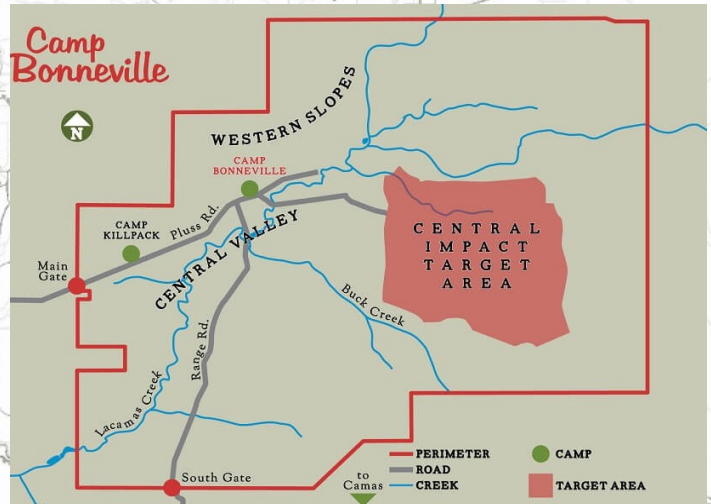 Camp
Bonneville
N
WESTERN SLOPES
CAMP
BONNEVILLE
CAMP
KILLPACK
Pluss Rd.
CENTRAL VALLEY
Main
Gate
CENTRAL
IMPACT
TARGET
AREA
Buck Creek
Range Rd.
Lacamas Creek
South Gate
to
Camas
PERIMETER
ROAD
CREEK
CAMP
TARGET AREA